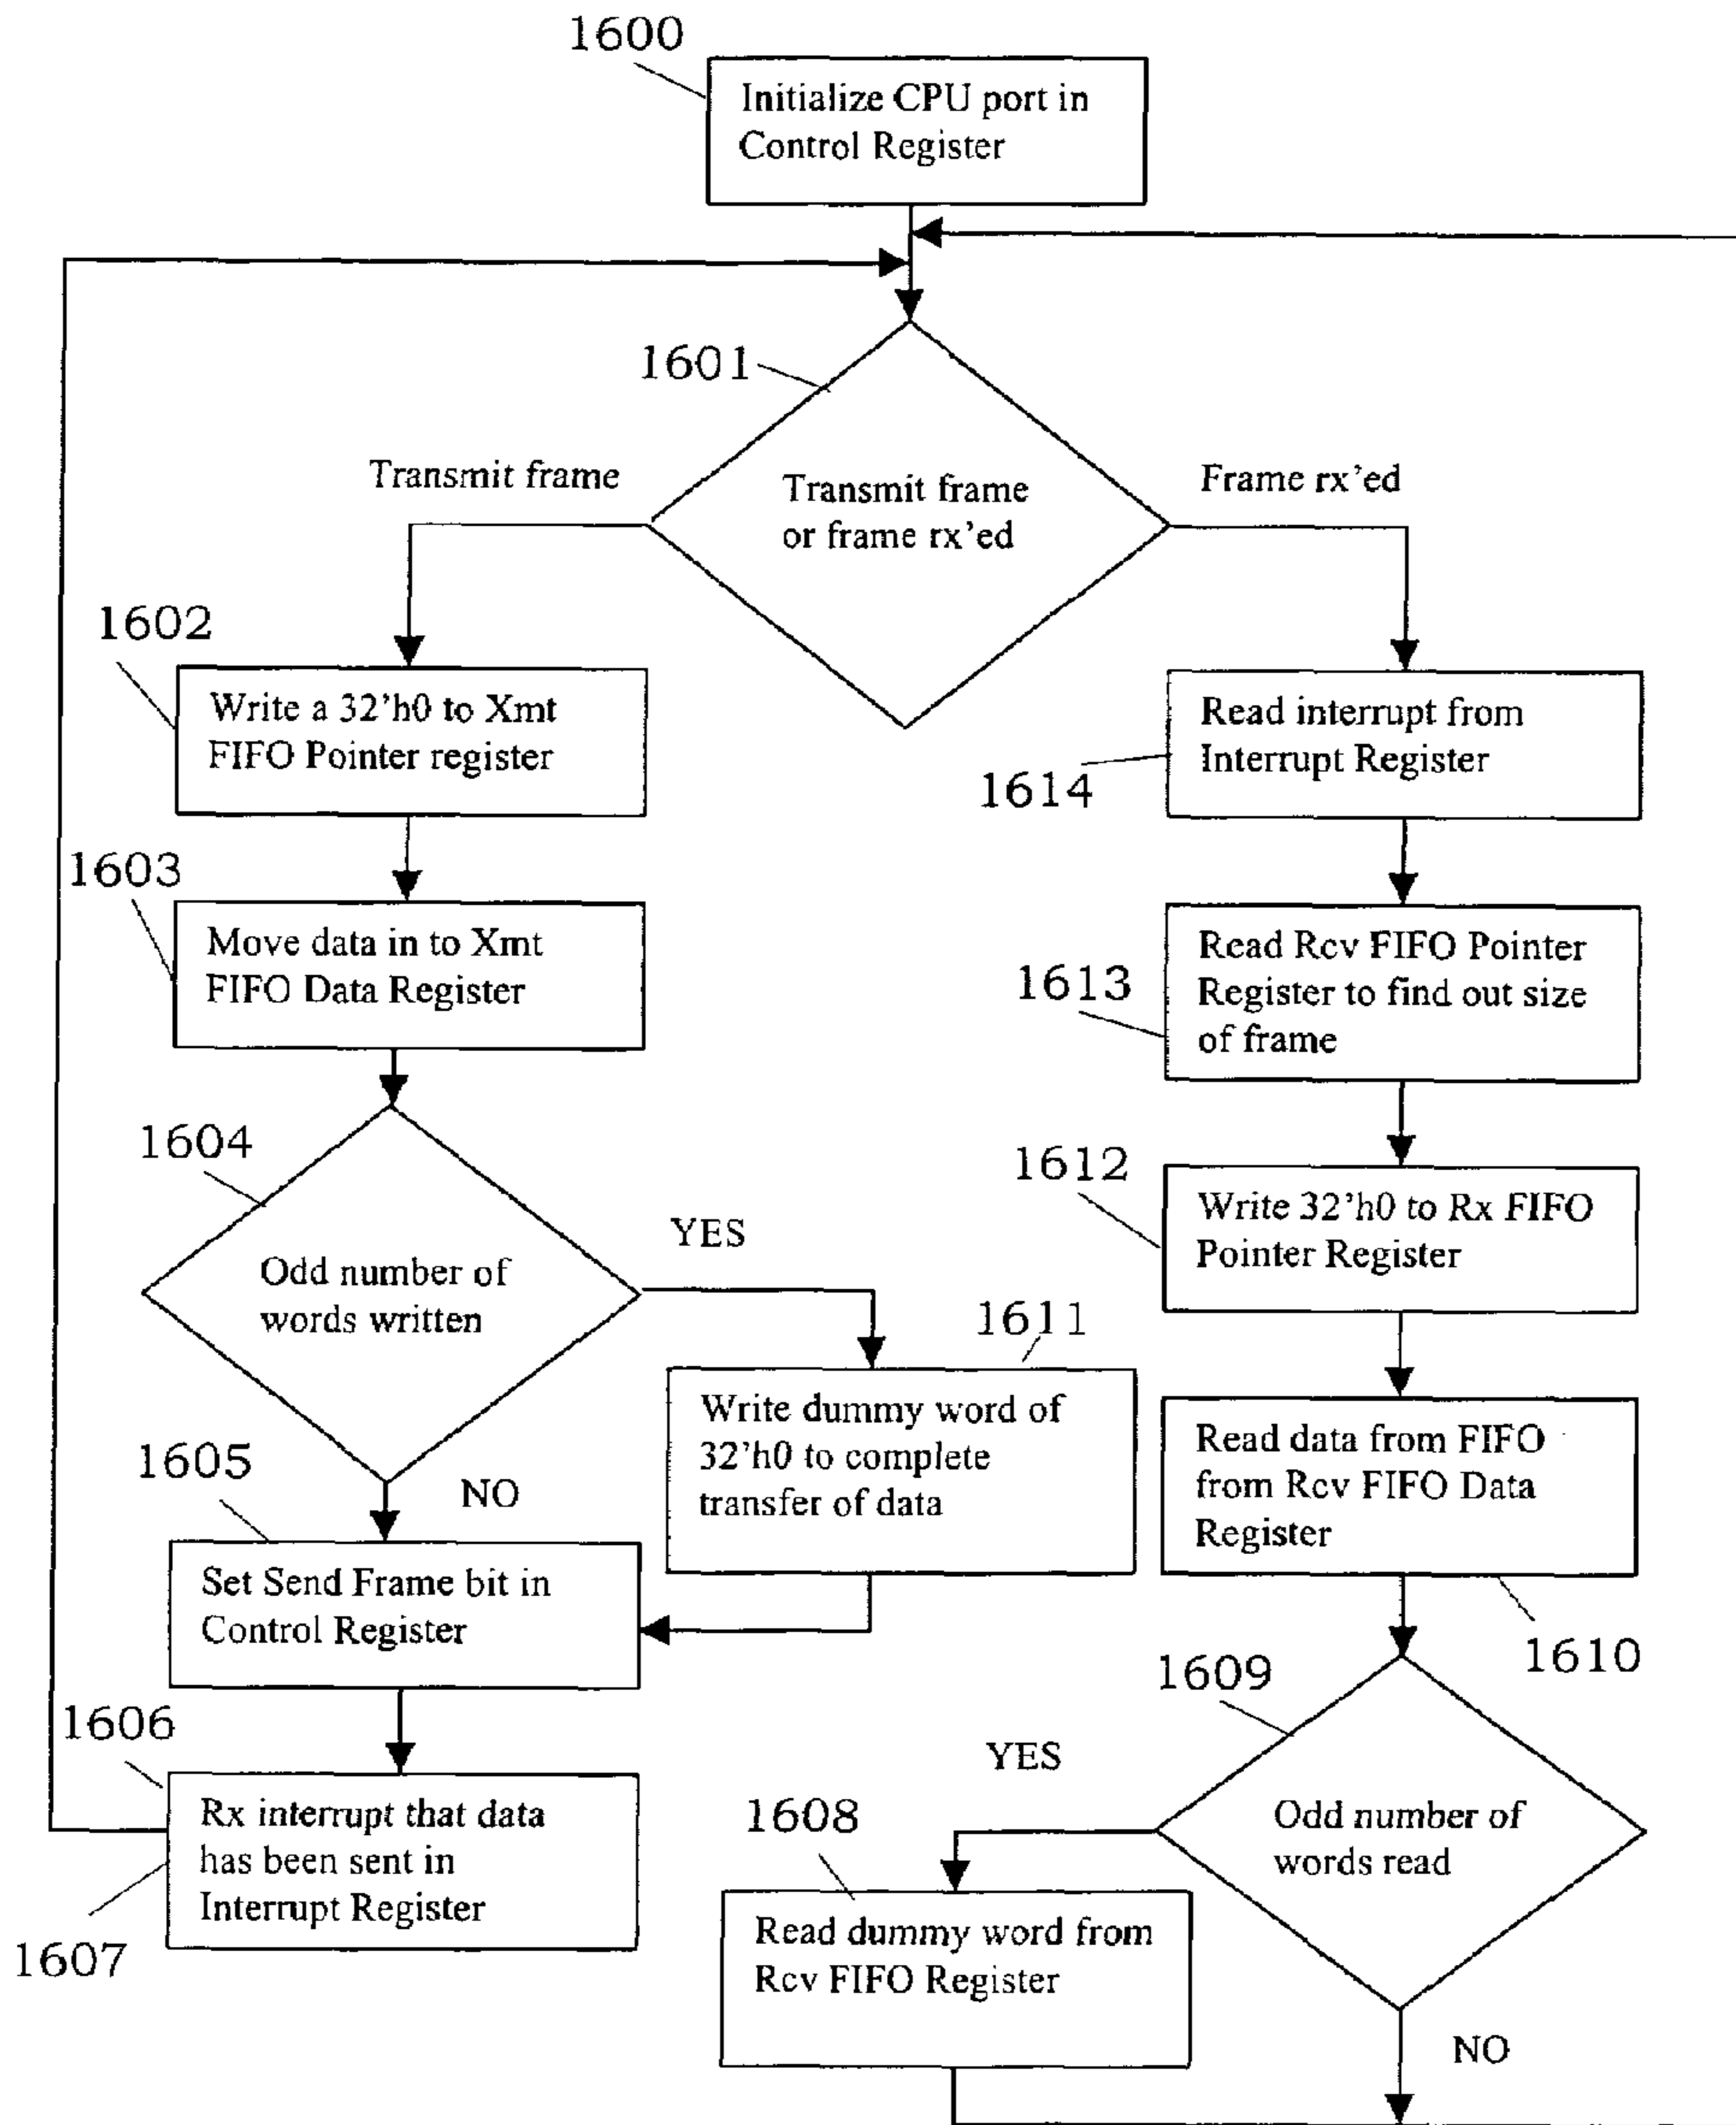 1600
Initialize CPU port in
Control Register
1601
Transmit frame
Transmit frame
or frame rx'ed
Frame rx'ed
1602
Write a 32'h0 to Xmt
FIFO Pointer register
Read interrupt from
Interrupt Register
1614
1603
Move data in to Xmt
FIFO Data Register
Read Rcv FIFO Pointer
Register to find out size
of frame
1613
1604
Odd number of
words written
YES
1612
Write 32'h0 to Rx FIFO
Pointer Register
1611
Write dummy word of
32'h0 to complete
transfer of data
Read data from FIFO
from Rcv FIFO Data
Register
1610
1605
NO
Set Send Frame bit in
Control Register
1609
1606
Rx interrupt that data
has been sent in
Interrupt Register
1607
YES
Odd number of
words read
1608
Read dummy word from
Rcv FIFO Register
NO